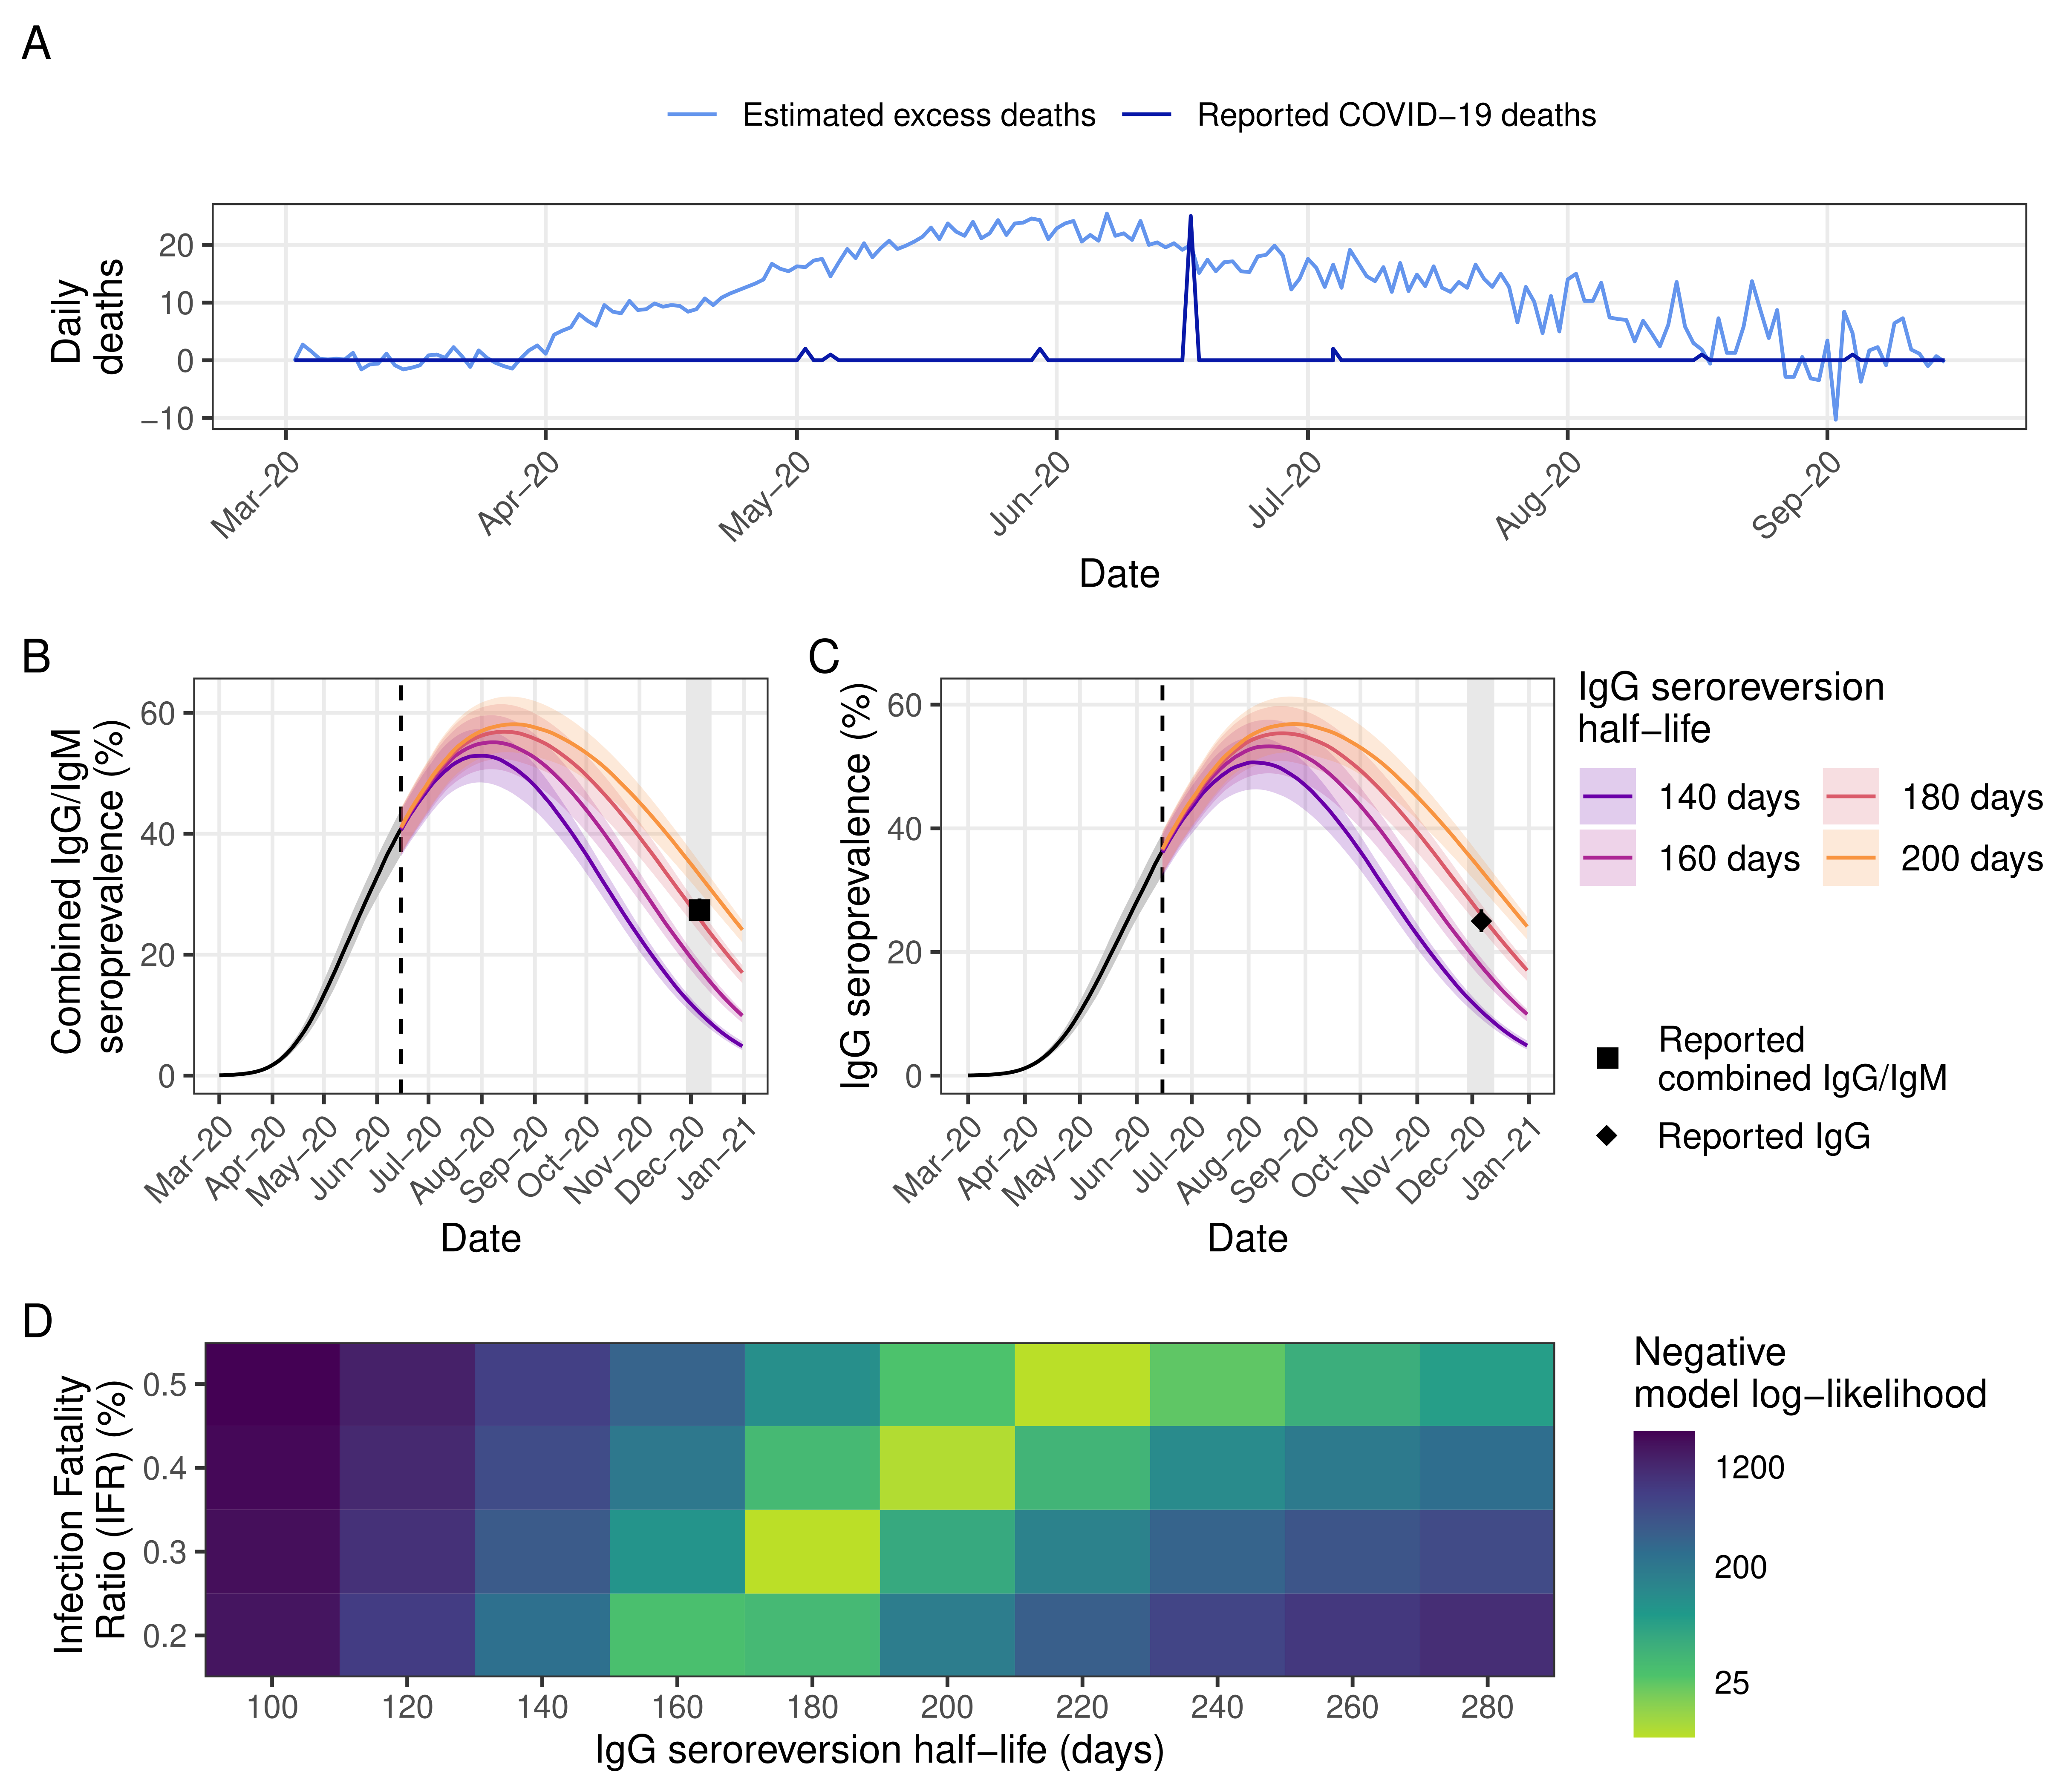 A
Estimated excess deaths
Reported COVID−19 deaths
Daily
deaths
20
10
0
−10
Mar−20
Apr−20
May−20
Jun−20
Jul−20
Aug−20
Sep−20
Date
B
Combined IgG/IgM
seroprevalence (%)
60
40
20
0
Mar−20
Apr−20
May−20
Jun−20
Jul−20
Aug−20
Sep−20
Oct−20
Nov−20
Dec−20
Jan−21
Date
C
IgG seroprevalence (%)
60
40
20
0
Mar−20
Apr−20
May−20
Jun−20
Jul−20
Aug−20
Sep−20
Oct−20
Nov−20
Dec−20
Jan−21
Date
IgG seroreversion
half−life
140 days
180 days
160 days
200 days
Reported
combined IgG/IgM
Reported IgG
D
Infection Fatality
Ratio (IFR) (%)
0.5
0.4
0.3
0.2
100
120
140
160
180
200
220
240
260
280
IgG seroreversion half−life (days)
Negative
model log−likelihood
1200
200
25